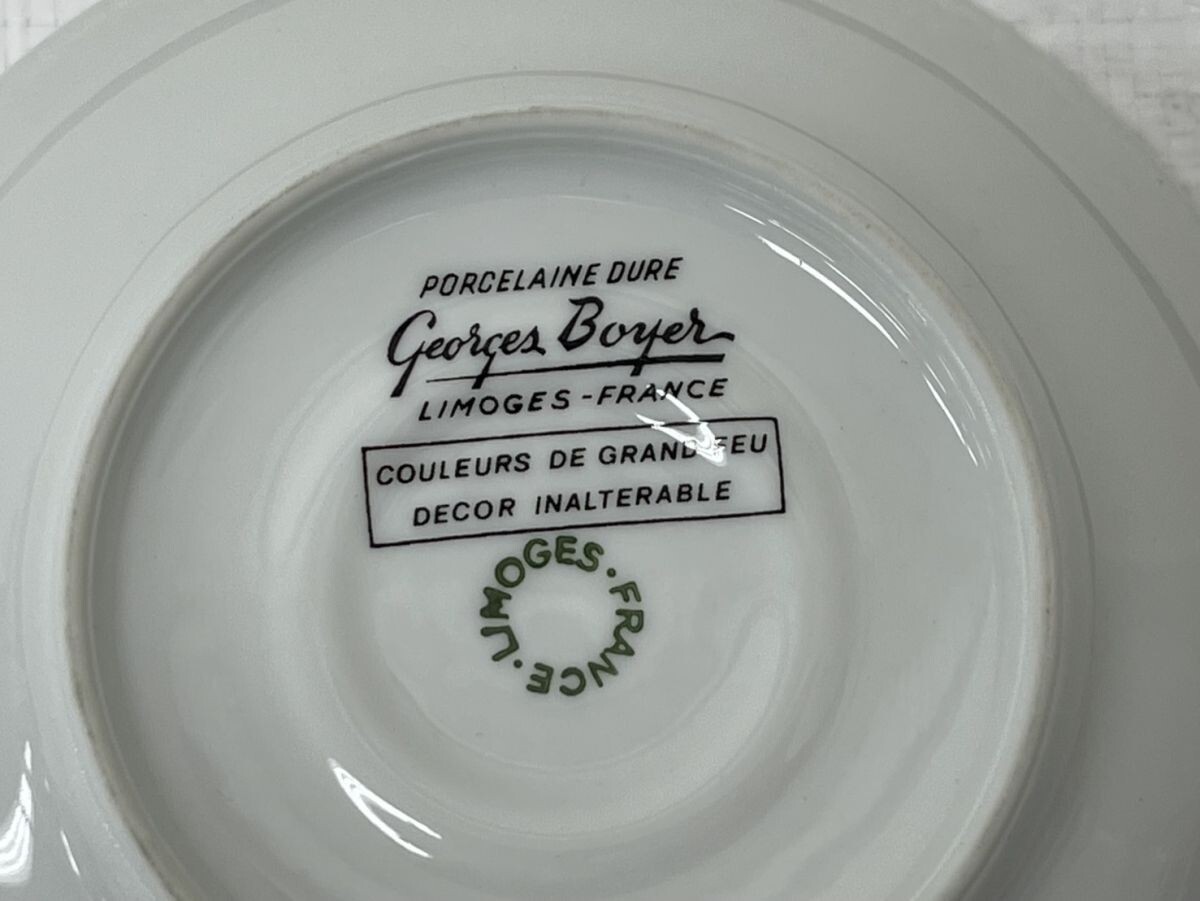 PORCELAINE DURE
Georges Boyer
LIMOGES - FRANCE
COULEURS DE GRAND FEU
DECOR INALTERABLE
LIMOGES . FRANCE .